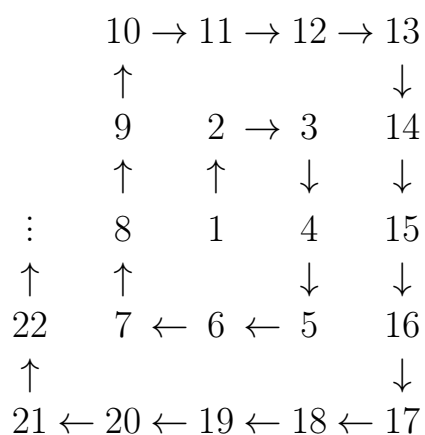 10 → 11 → 12 → 13
↑ ↓
9 2 → 3 14
↑ ↑ ↓ ↓
⋮ 8 1 4 15
↑ ↑ ↓ ↓
22 7 ← 6 ← 5 16
↑ ↓
21 ← 20 ← 19 ← 18 ← 17